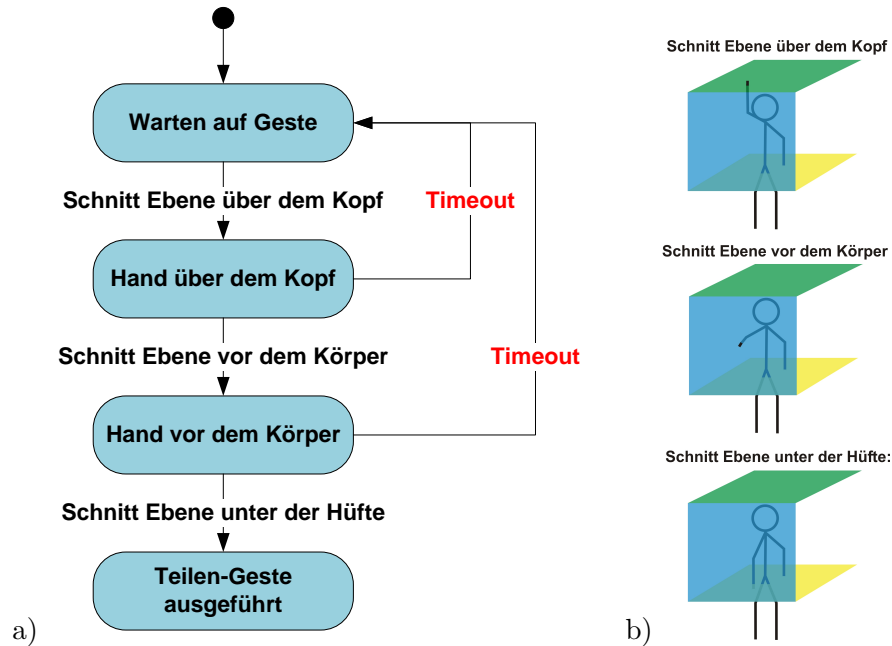 Warten auf Geste
Schnitt Ebene über dem Kopf
Timeout
Hand über dem Kopf
Schnitt Ebene vor dem Körper
Timeout
Hand vor dem Körper
Schnitt Ebene unter der Hüfte
Teilen-Geste
ausgeführt
a)
Schnitt Ebene über dem Kopf
Schnitt Ebene vor dem Körper
Schnitt Ebene unter der Hüfte:
b)